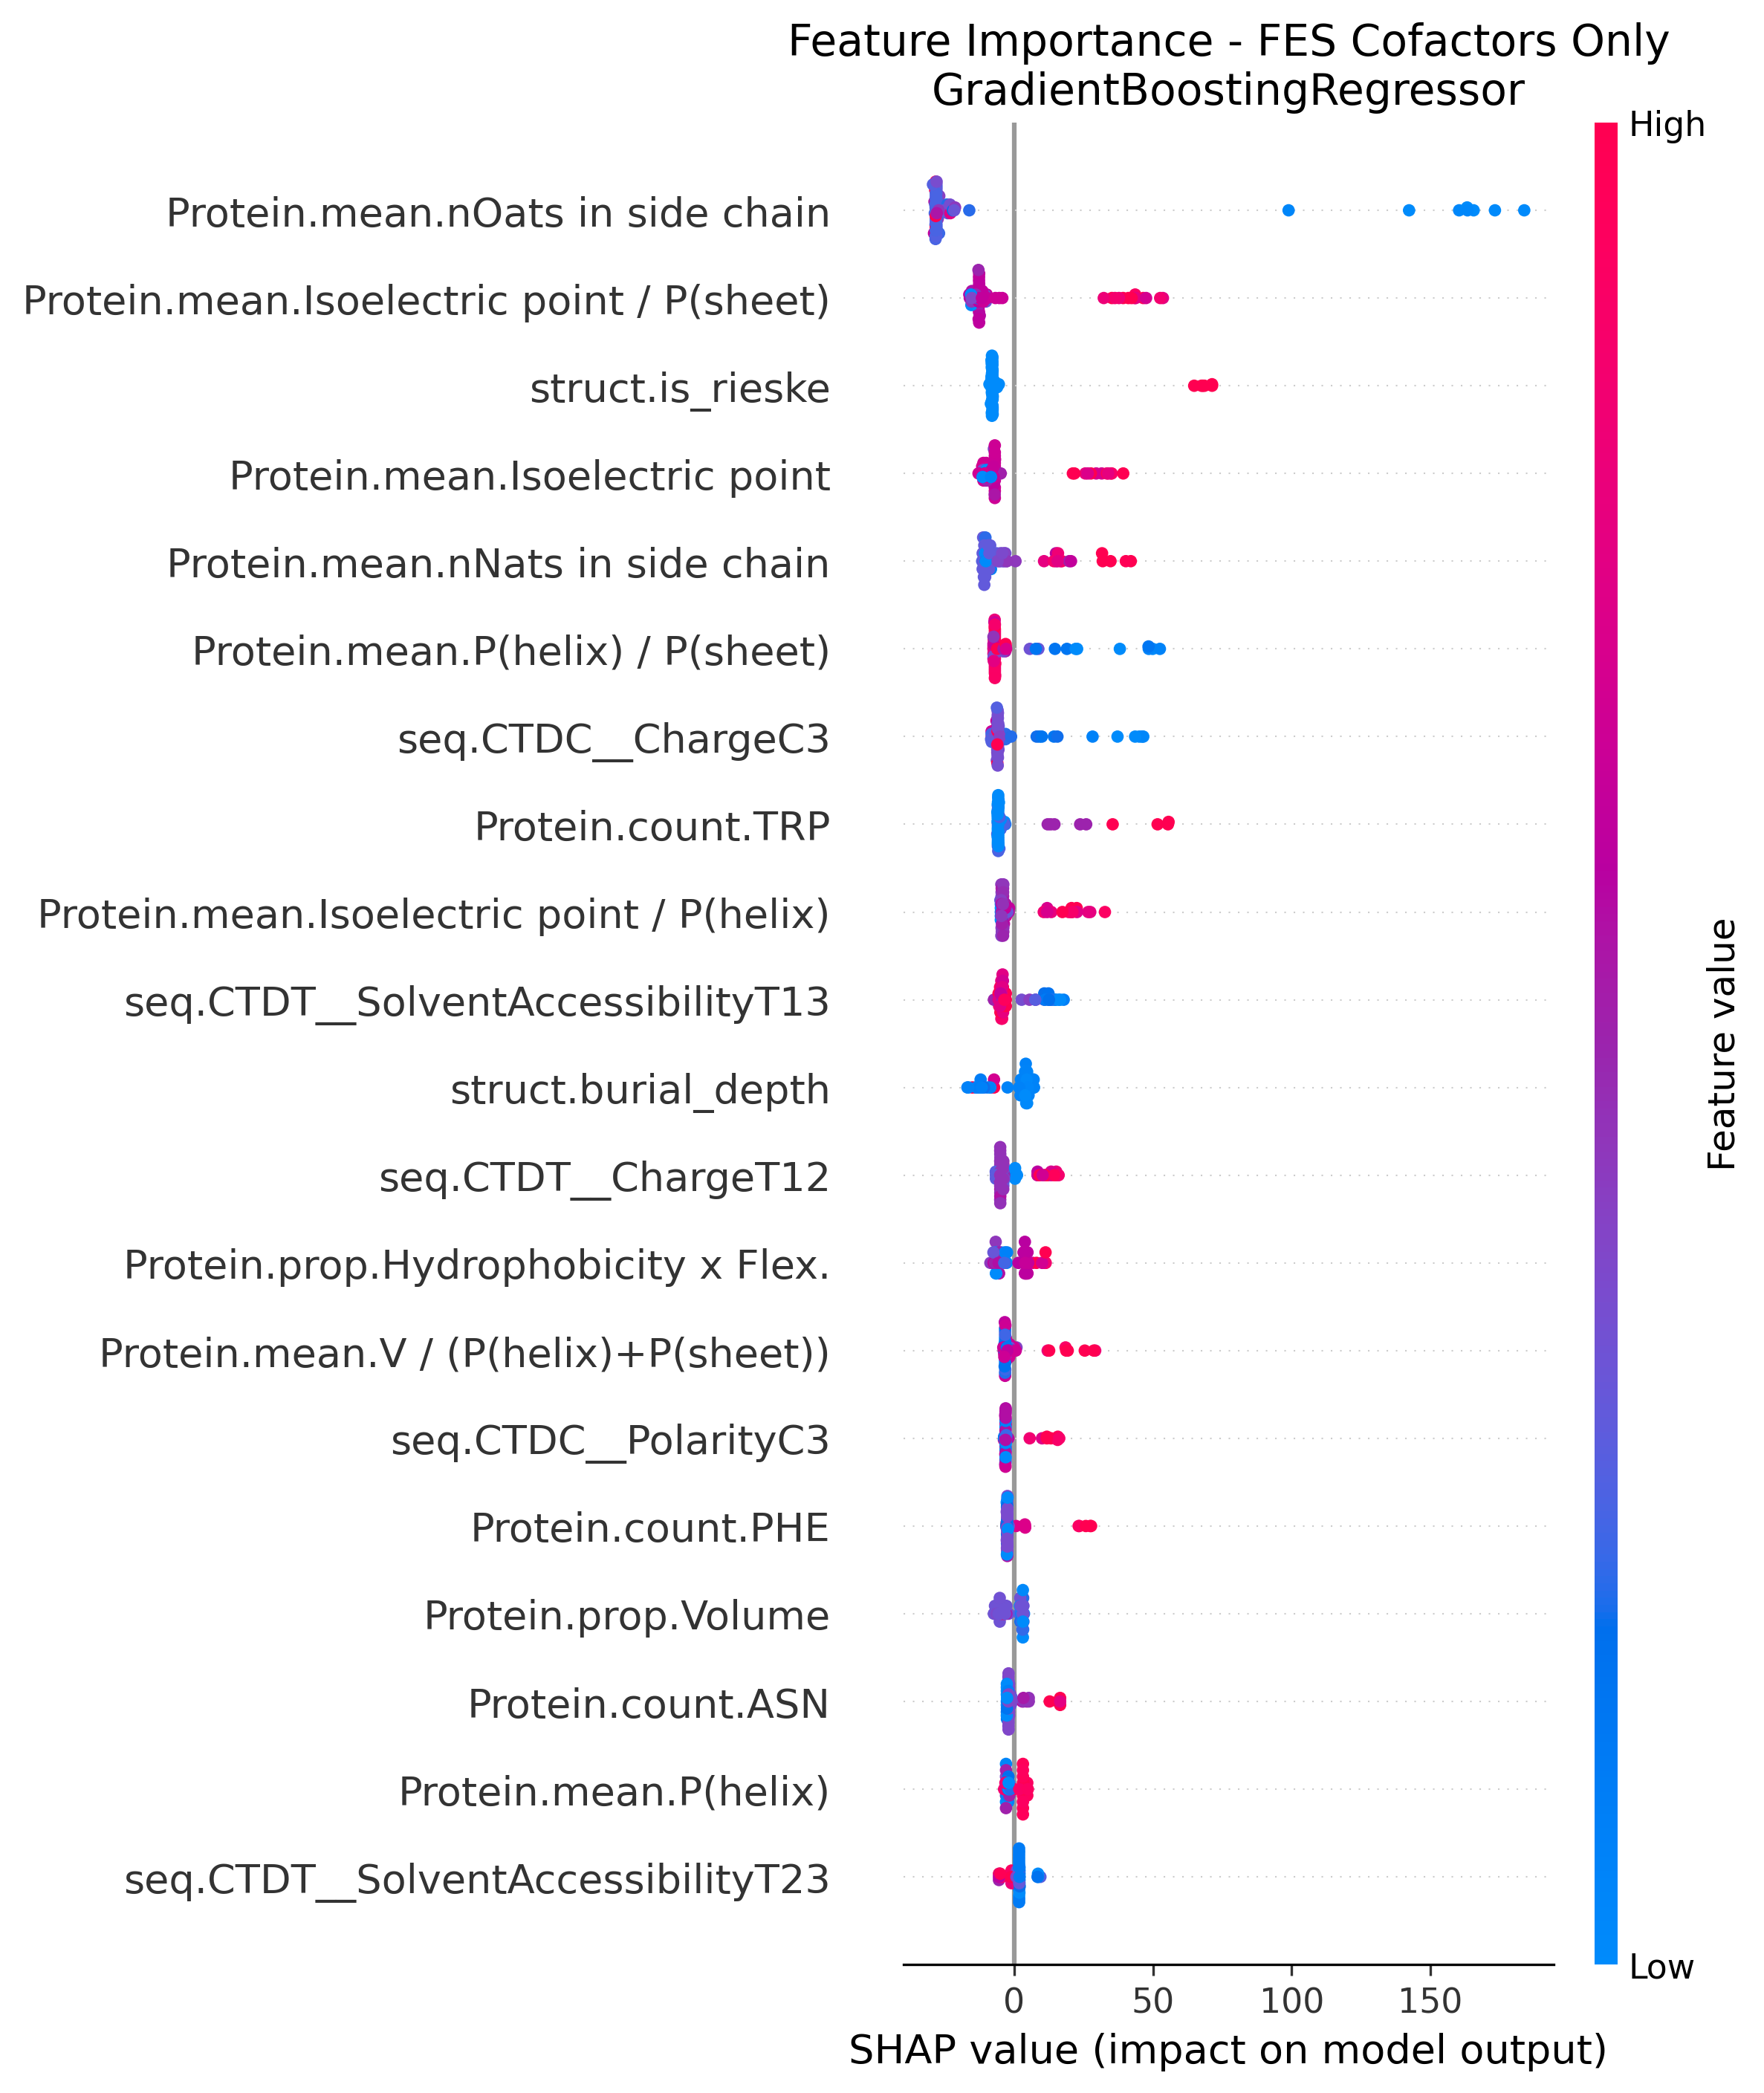 Feature Importance - FES Cofactors Only
GradientBoostingRegressor
High
Protein.mean.nOats in side chain
Protein.mean.Isoelectric point / P(sheet)
struct.is_rieske
Protein.mean.Isoelectric point
Protein.mean.nNats in side chain
Protein.mean.P(helix) / P(sheet)
seq.CTDC__ChargeC3
Protein.count.TRP
Protein.mean.Isoelectric point / P(helix)
seq.CTDT__SolventAccessibilityT13
struct.burial_depth
seq.CTDT__ChargeT12
Protein.prop.Hydrophobicity x Flex.
Protein.mean.V / (P(helix)+P(sheet))
seq.CTDC__PolarityC3
Protein.count.PHE
Protein.prop.Volume
Protein.count.ASN
Protein.mean.P(helix)
seq.CTDT__SolventAccessibilityT23
Feature value
Low
0 50 100 150
SHAP value (impact on model output)